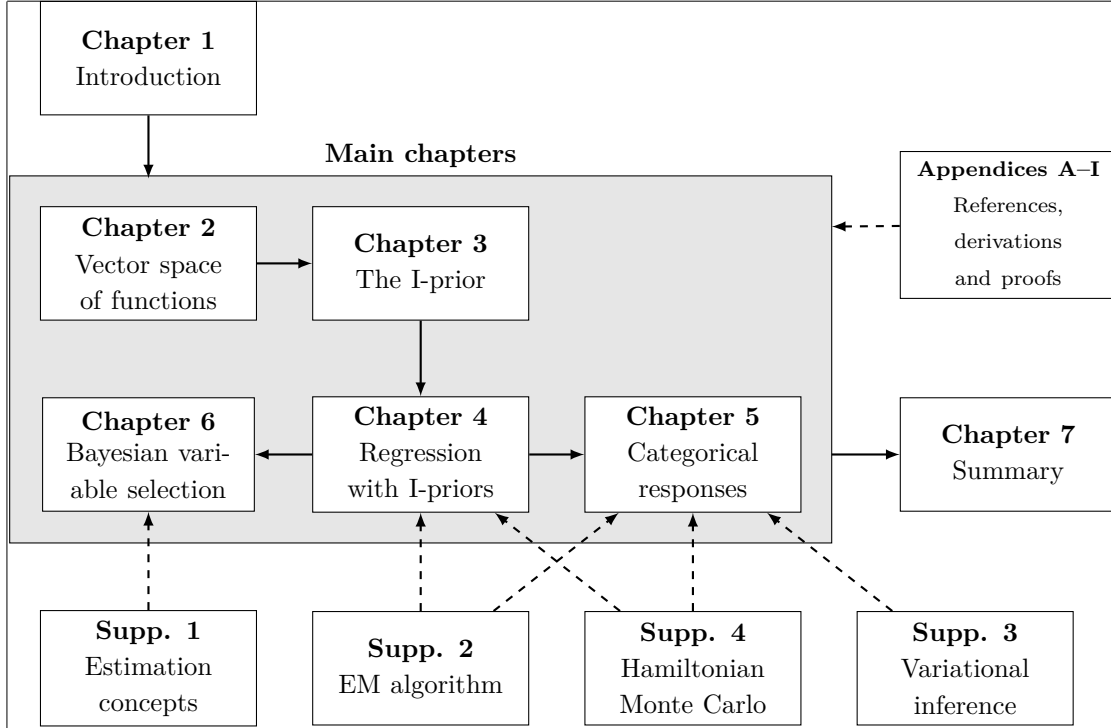 Chapter 1
Introduction
Main chapters
Appendices A–I
References,
derivations
and proofs
Chapter 2
Vector space
of functions
Chapter 3
The I-prior
Chapter 6
Bayesian vari-
able selection
Chapter 4
Regression
with I-priors
Chapter 5
Categorical
responses
Chapter 7
Summary
Supp. 1
Estimation
concepts
Supp. 2
EM algorithm
Supp. 4
Hamiltonian
Monte Carlo
Supp. 3
Variational
inference